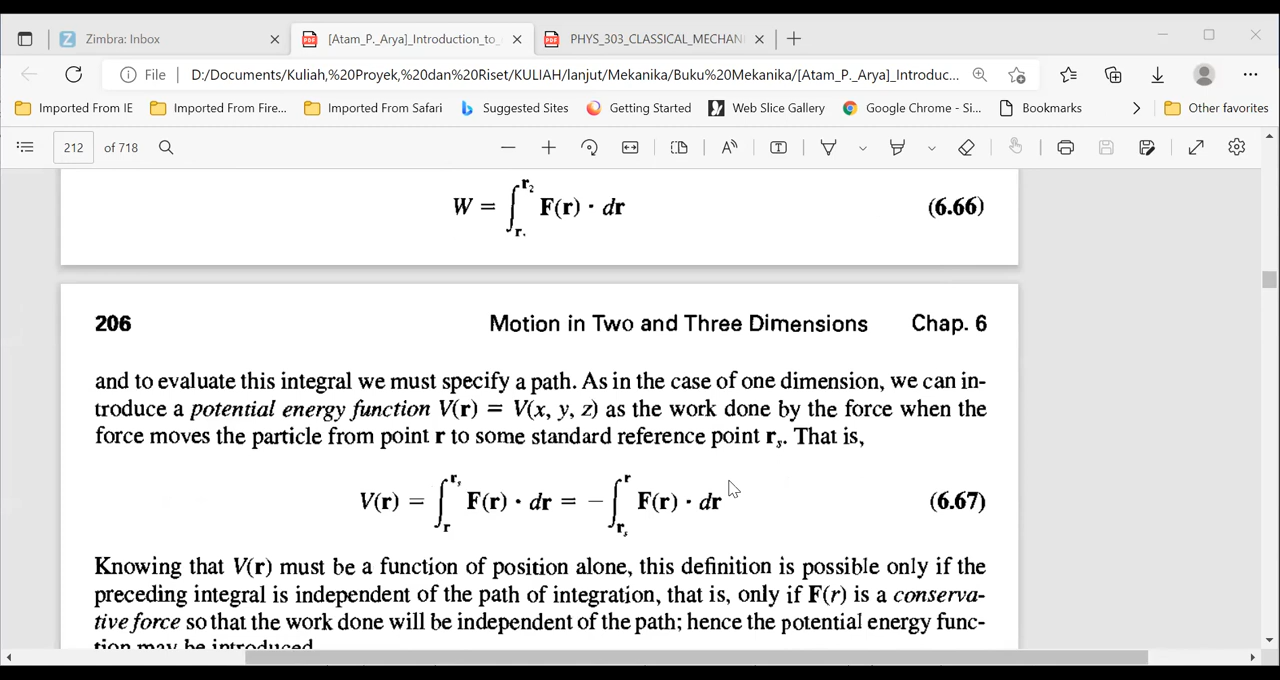 Zimbra: Inbox
[Atam_P._Arya]_Introduction_to_
PHYS_303_CLASSICAL_MECHAN
File
D:/Documents/Kuliah,%20Proyek,%20dan%20Riset/KULIAH/lanjut/Mekanika/Buku%20Mekanika/[Atam_P._Arya]_Introduc...
Imported From IE
Imported From Fire...
Imported From Safari
Suggested Sites
Getting Started
Web Slice Gallery
Google Chrome - Si...
Bookmarks
Other favorites
212 of 718
W = ∫ r₂ F(r) · dr (6.66)
206 Motion in Two and Three Dimensions Chap. 6
and to evaluate this integral we must specify a path. As in the case of one dimension, we can in-
troduce a potential energy function V(r) = V(x, y, z) as the work done by the force when the
force moves the particle from point r to some standard reference point rₛ. That is,
V(r) = ∫ᵣ^rₛ F(r) · dr = −∫rₛ^r F(r) · dr (6.67)
Knowing that V(r) must be a function of position alone, this definition is possible only if the
preceding integral is independent of the path of integration, that is, only if F(r) is a conserva-
tive force so that the work done will be independent of the path; hence the potential energy func-
tion may be introduced